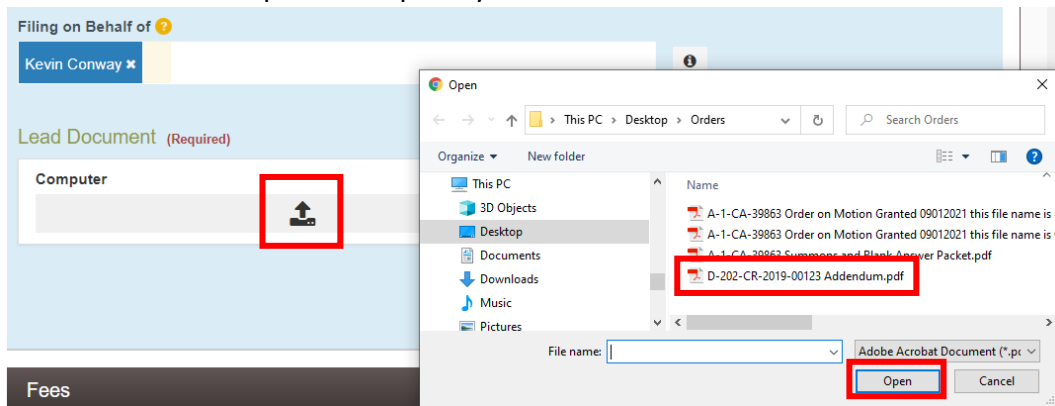 Filing on Behalf of
Kevin Conway ×
Lead Document (Required)
Computer
Fees
Open
This PC > Desktop > Orders
Search Orders
Organize
New folder
This PC
3D Objects
Desktop
Documents
Downloads
Music
Pictures
Name
A-1-CA-39863 Order on Motion Granted 09012021 this file name is
A-1-CA-39863 Order on Motion Granted 09012021 this file name is
A-1-CA-39863 Summons and Blank Answer Packet.pdf
D-202-CR-2019-00123 Addendum.pdf
File name:
Adobe Acrobat Document (*.pc
Open
Cancel